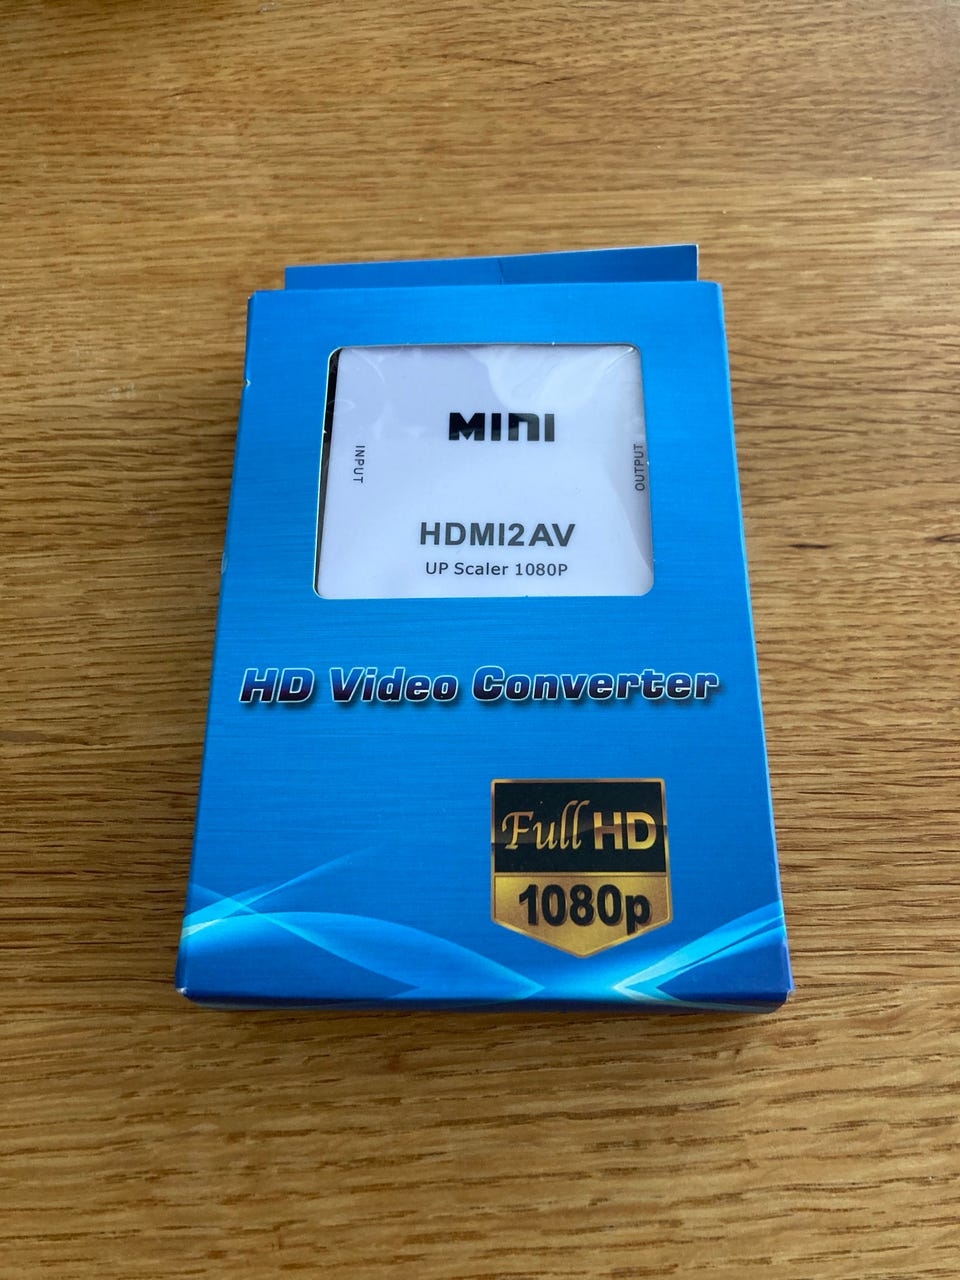 MINI
INPUT
OUTPUT
HDMI2AV
UP Scaler 1080P
HD Video Converter
Full HD
1080p